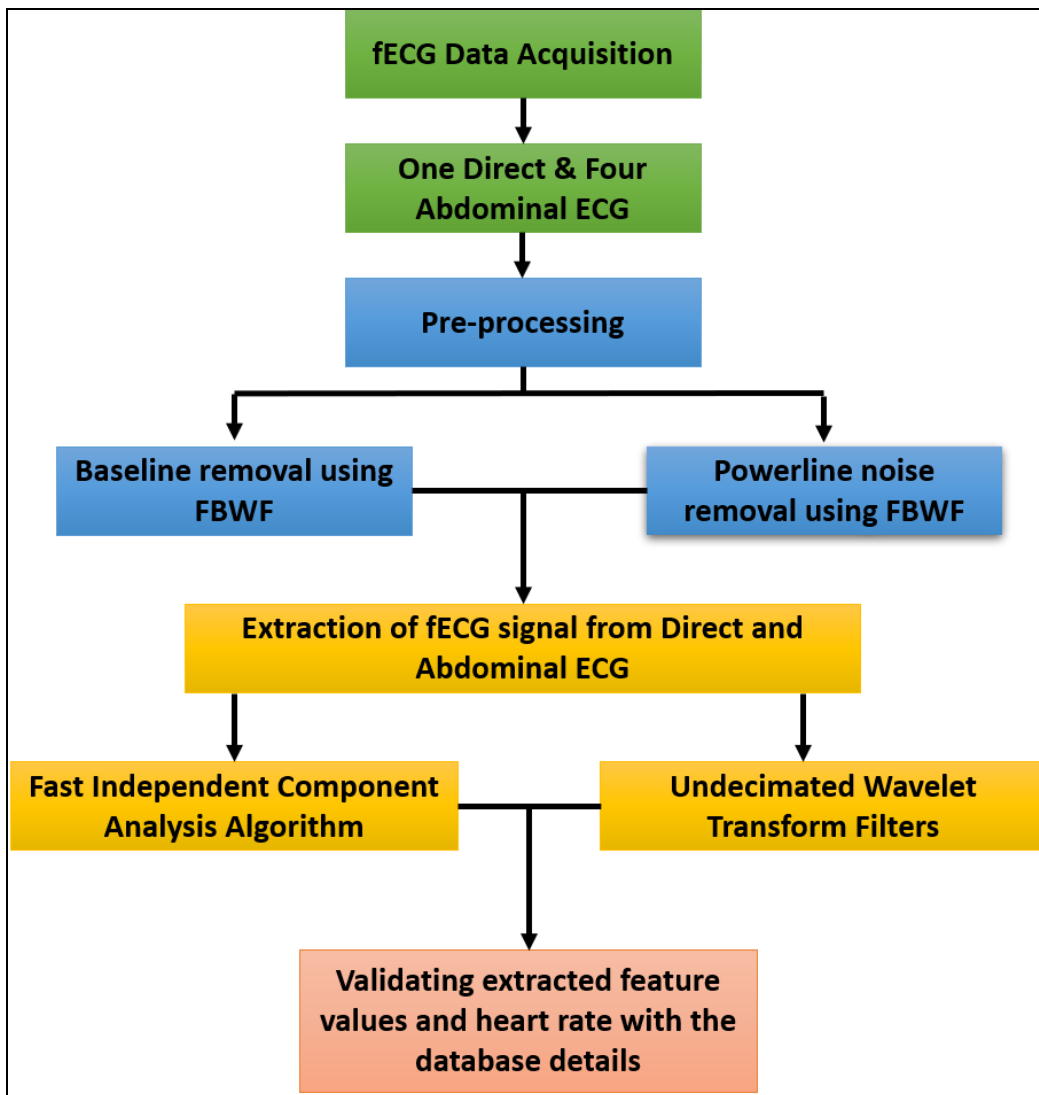 fECG Data Acquisition
One Direct & Four
Abdominal ECG
Pre-processing
Baseline removal using
FBWF
Powerline noise
removal using FBWF
Extraction of fECG signal from Direct and
Abdominal ECG
Fast Independent Component
Analysis Algorithm
Undecimated Wavelet
Transform Filters
Validating extracted feature
values and heart rate with the
database details